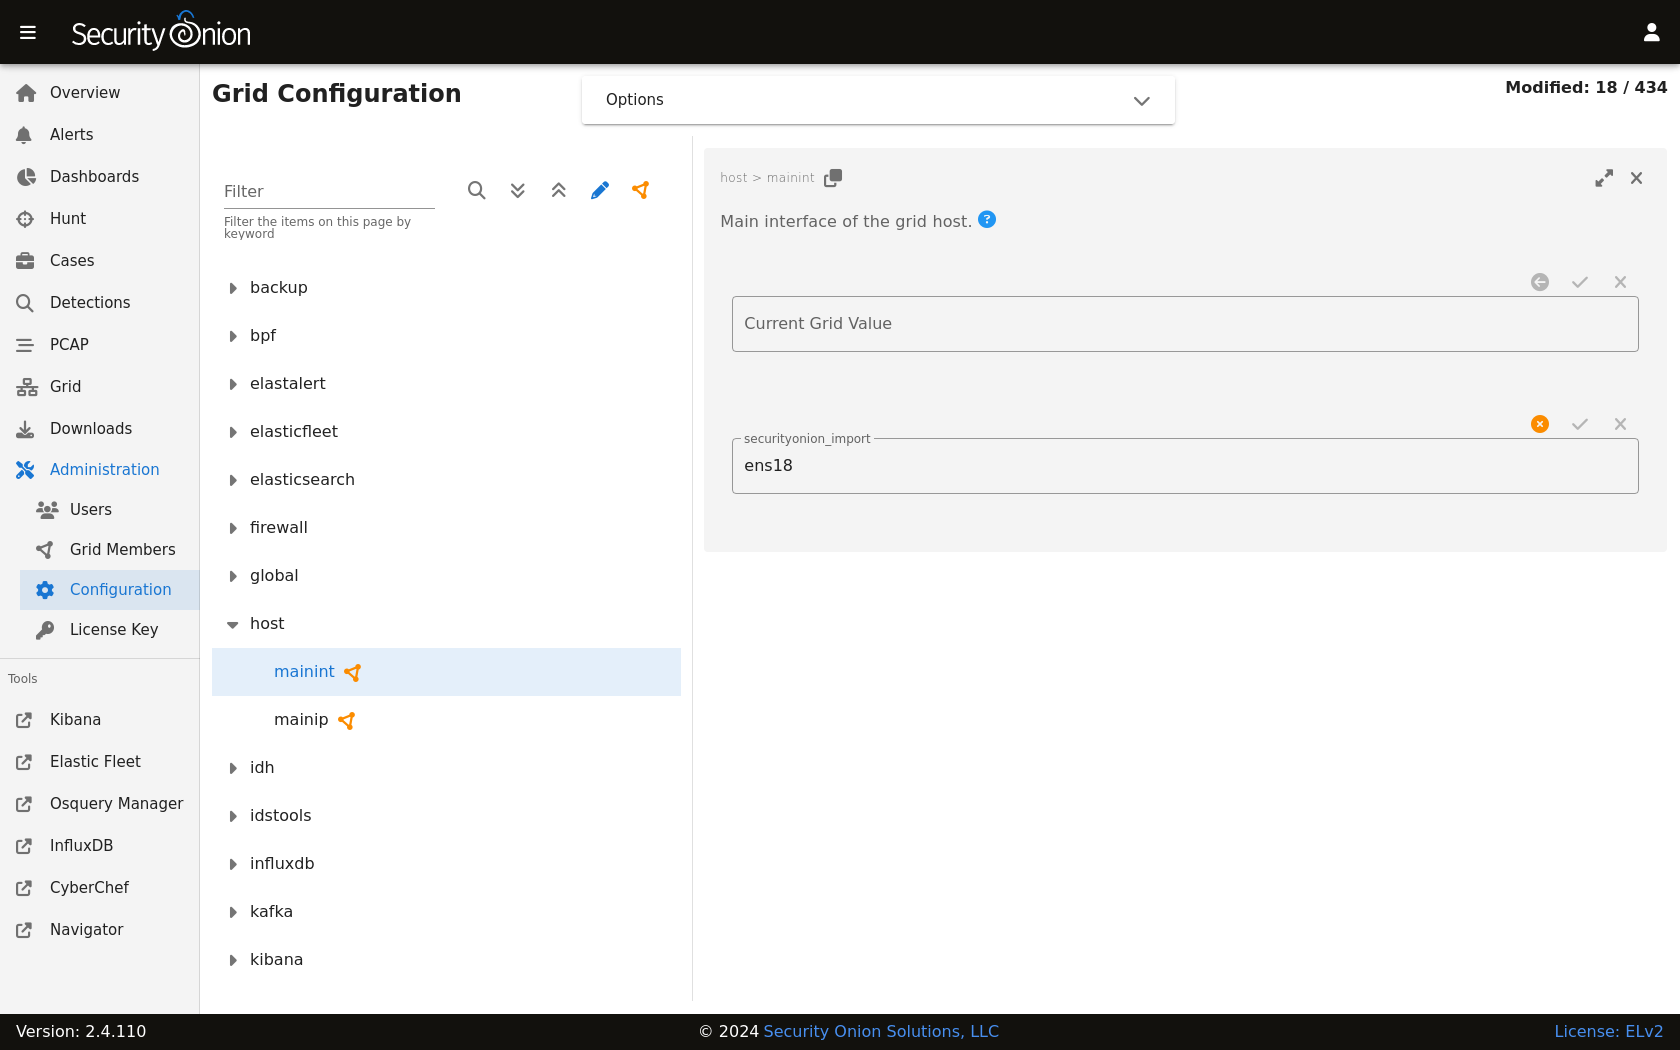 Security Onion
Overview
Alerts
Dashboards
Hunt
Cases
Detections
PCAP
Grid
Downloads
Administration
Users
Grid Members
Configuration
License Key
Tools
Kibana
Elastic Fleet
Osquery Manager
InfluxDB
CyberChef
Navigator
Grid Configuration
Options
Modified: 18 / 434
Filter
Filter the items on this page by
keyword
backup
bpf
elastalert
elasticfleet
elasticsearch
firewall
global
host
mainint
mainip
idh
idstools
influxdb
kafka
kibana
host > mainint
Main interface of the grid host. ?
Current Grid Value
securityonion_import
ens18
Version: 2.4.110
© 2024 Security Onion Solutions, LLC
License: ELv2